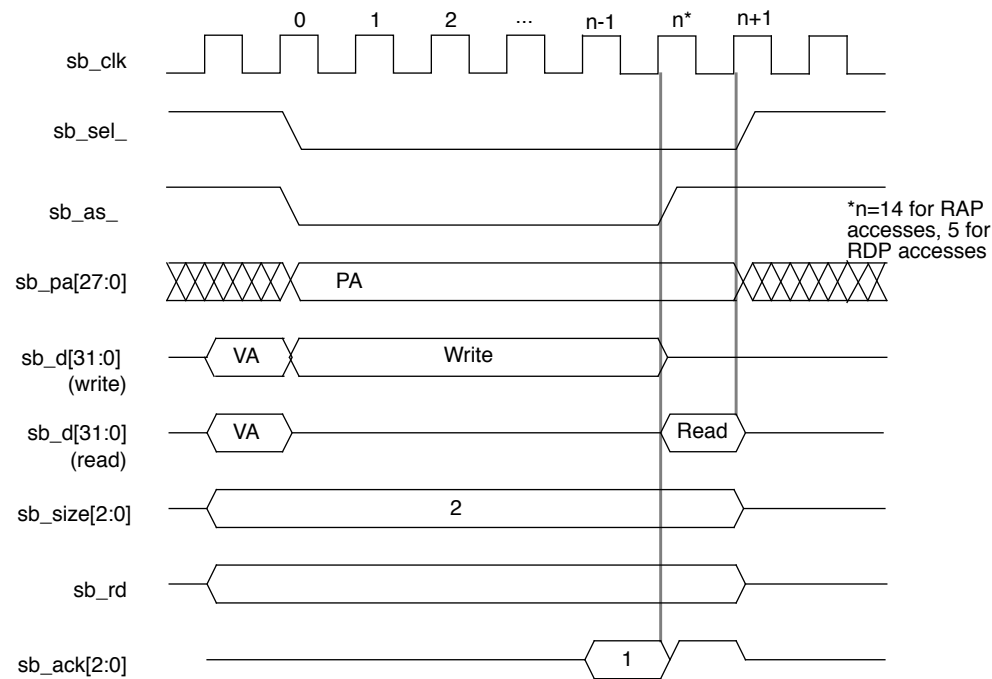 0 1 2 ... n-1 n* n+1
sb_clk
sb_sel_
sb_as_
*n=14 for RAP
accesses, 5 for
RDP accesses
sb_pa[27:0] PA
sb_d[31:0] VA Write
(write)
sb_d[31:0] VA Read
(read)
sb_size[2:0] 2
sb_rd
sb_ack[2:0] 1